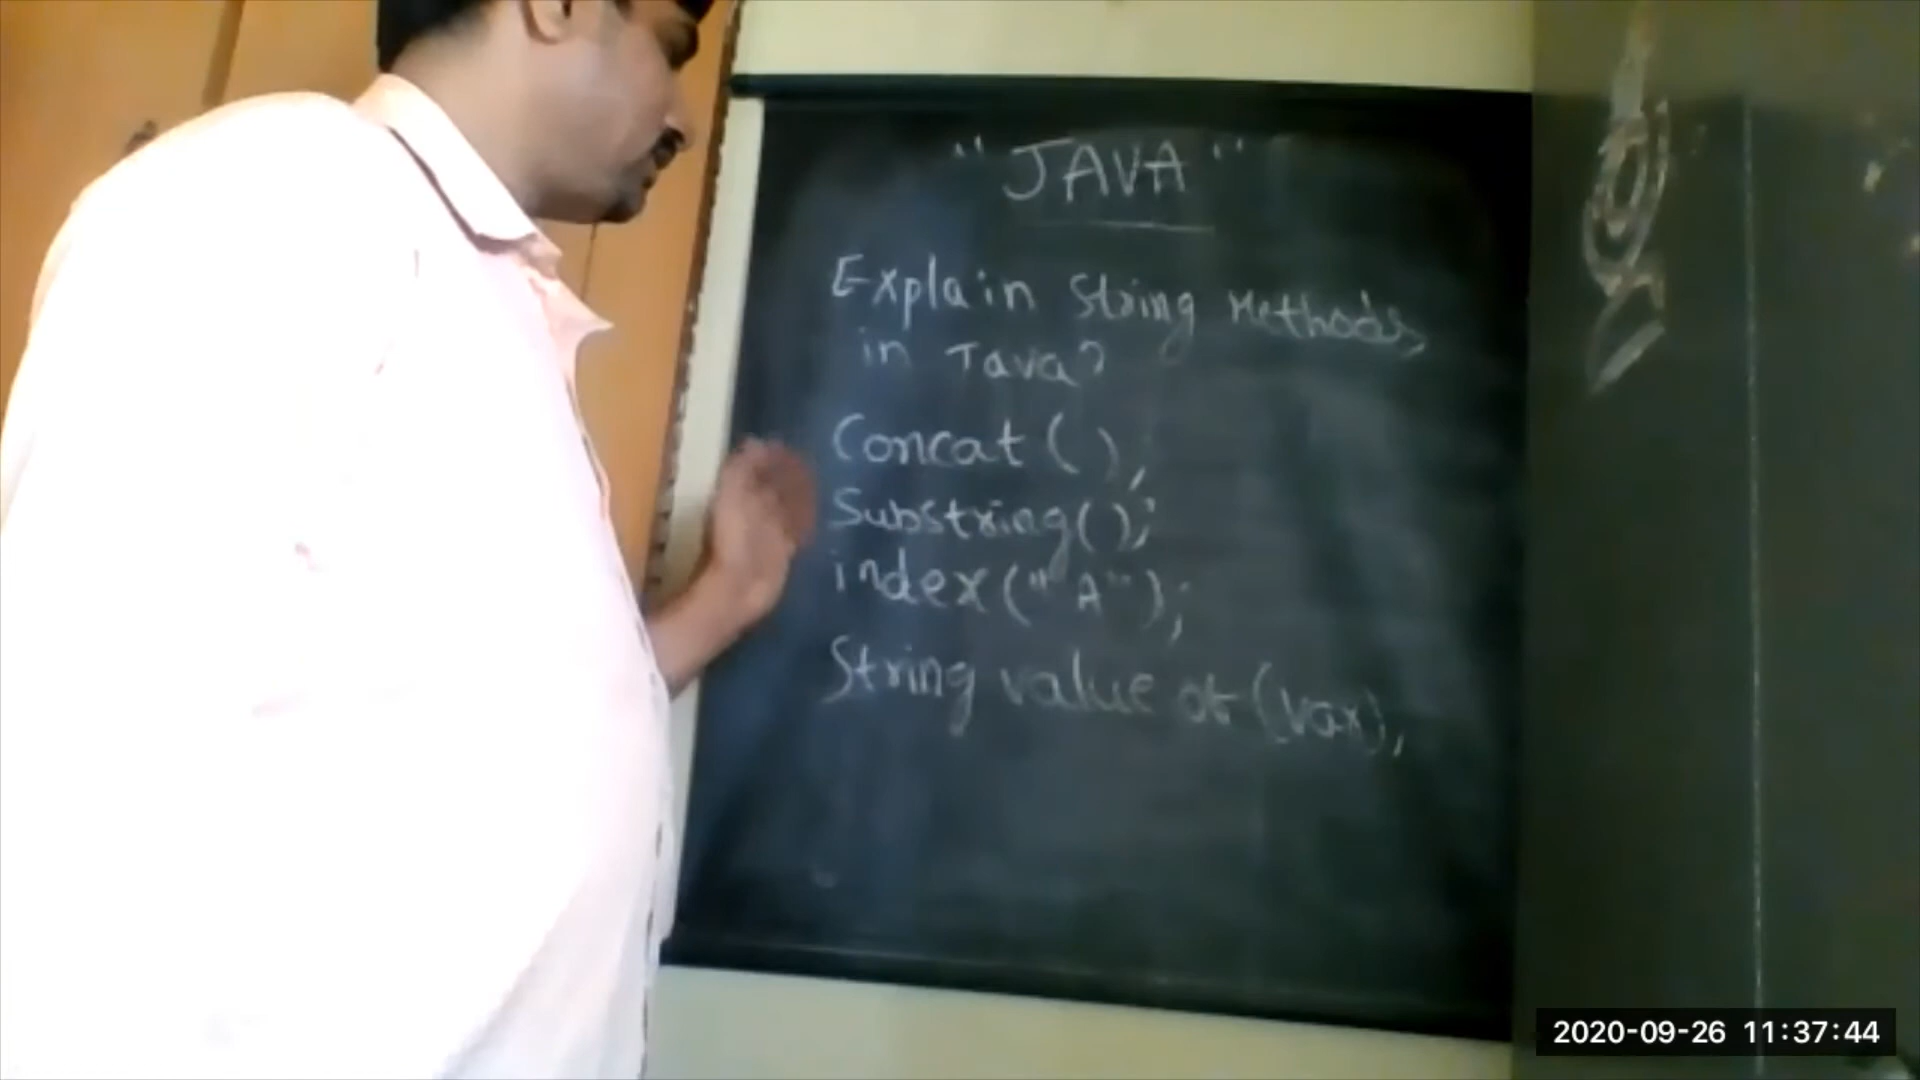 "JAVA"
Explain String Methods
in Java?
Concat();
Substring();
index("A");
String value of (Var);
2020-09-26 11:37:44